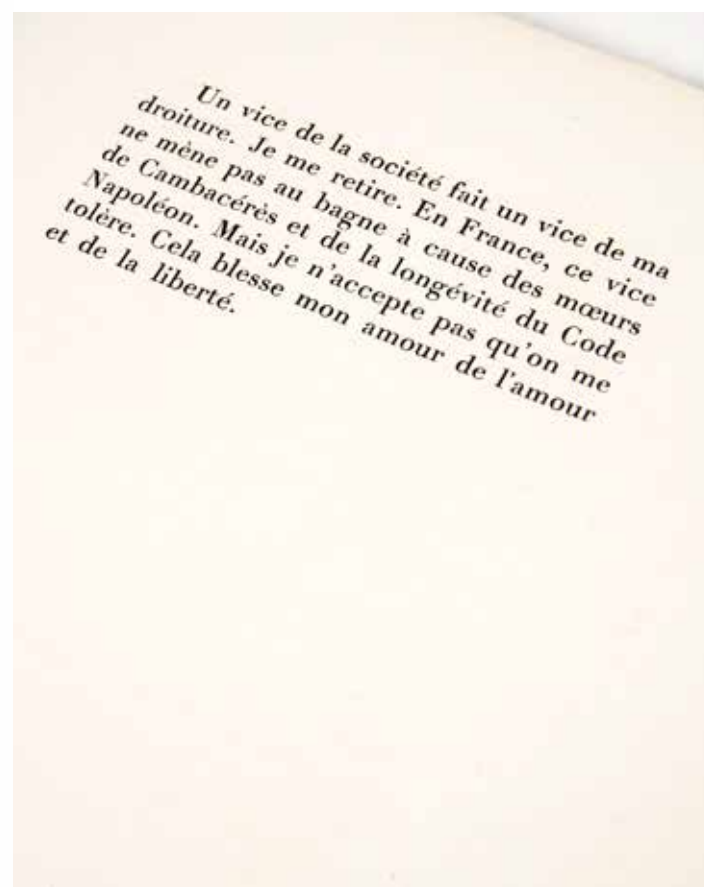 Un vice de la société fait un vice de ma
droiture. Je me retire. En France, ce vice
ne mène pas au bagne à cause des mœurs
de Cambacérès et de la longévité du Code
Napoléon. Mais je n'accepte pas qu'on me
tolère. Cela blesse mon amour de l'amour
et de la liberté.